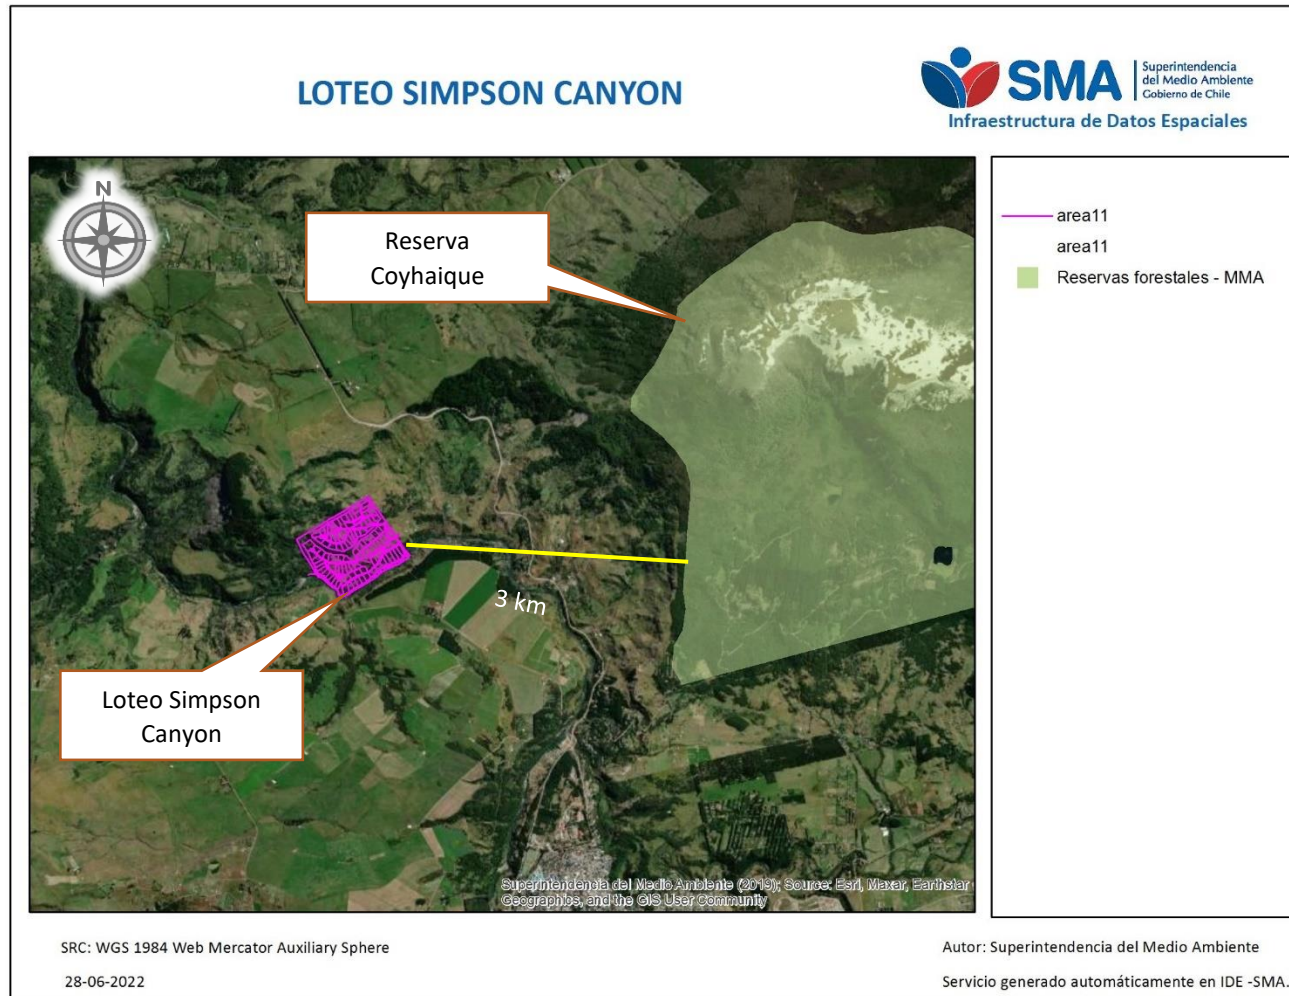 LOTEO SIMPSON CANYON
SMA
Superintendencia
del Medio Ambiente
Gobierno de Chile
Infraestructura de Datos Espaciales
N
Reserva
Coyhaique
3 km
Loteo Simpson
Canyon
Superintendencia del Medio Ambiente (2019); Source: Esri, Maxar, Earthstar
Geographics, and the GIS User Community
area11
area11
Reservas forestales - MMA
SRC: WGS 1984 Web Mercator Auxiliary Sphere
28-06-2022
Autor: Superintendencia del Medio Ambiente
Servicio generado automáticamente en IDE -SMA.